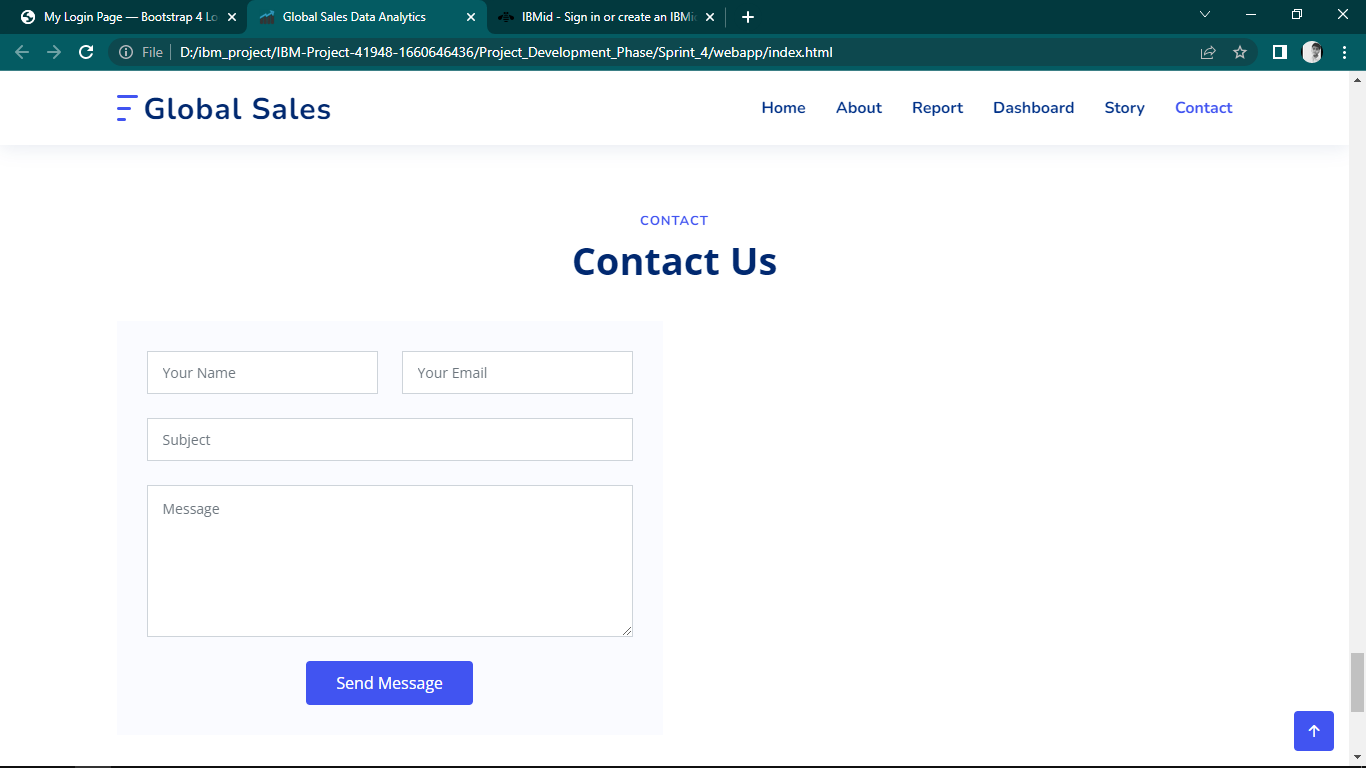 My Login Page — Bootstrap 4 Lo
Global Sales Data Analytics
IBMid - Sign in or create an IBMi
File
D:/ibm_project/IBM-Project-41948-1660646436/Project_Development_Phase/Sprint_4/webapp/index.html
Global Sales
Home About Report Dashboard Story Contact
CONTACT
Contact Us
Your Name
Your Email
Subject
Message
Send Message